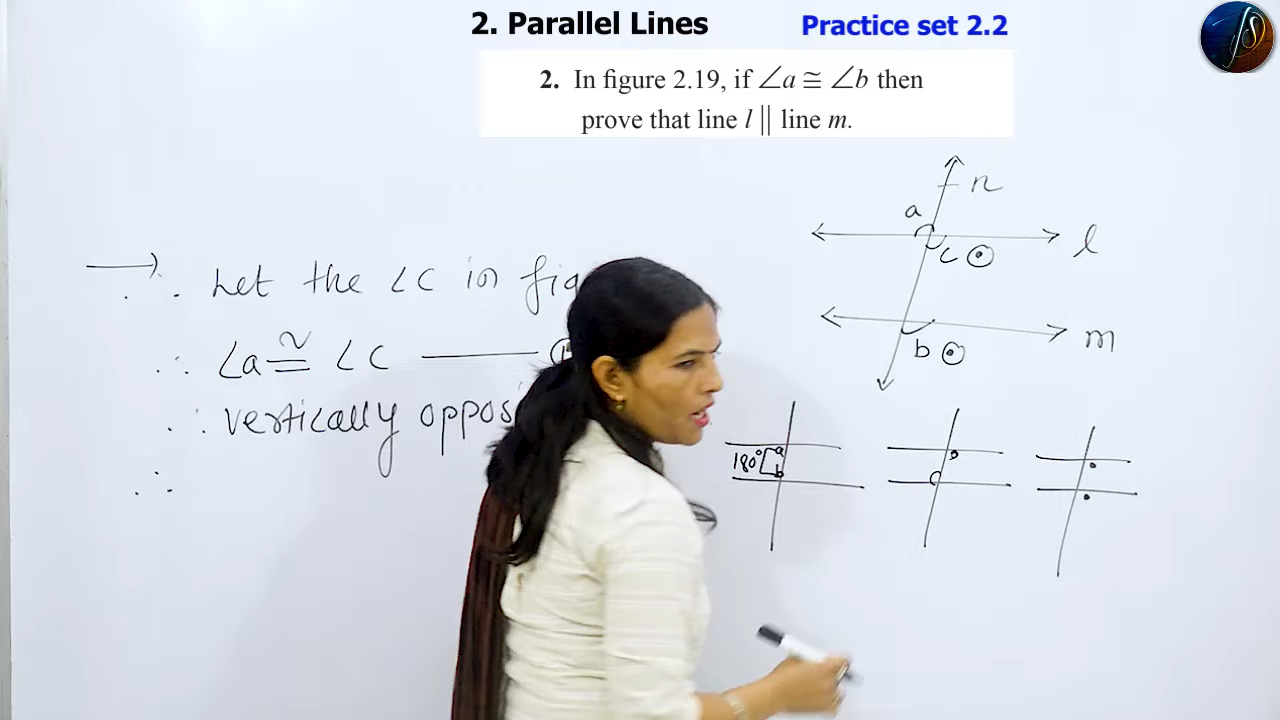 2. Parallel Lines
Practice set 2.2
2. In figure 2.19, if ∠a ≅ ∠b then
prove that line l || line m.
n
a
c
l
b
m
→ ∴ Let the ∠C in fig
∴ ∠a ≅ ∠C
∴ vertically oppos
∴
180°
a
b